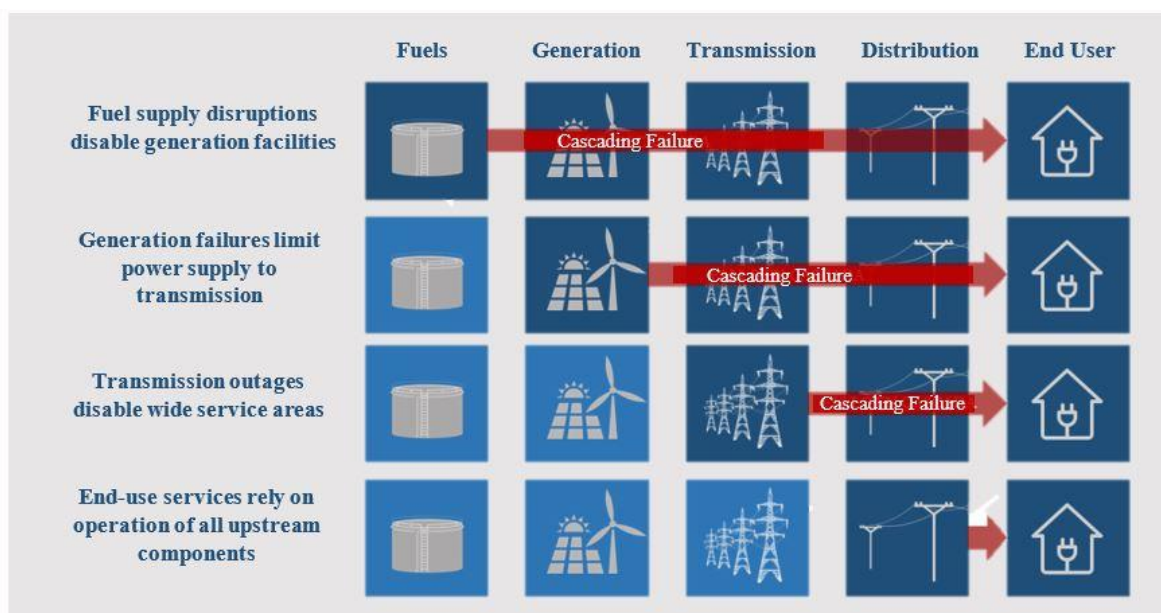 Fuels Generation Transmission Distribution End User
Fuel supply disruptions
disable generation facilities
Cascading Failure
Generation failures limit
power supply to
transmission
Cascading Failure
Transmission outages
disable wide service areas
Cascading Failure
End-use services rely on
operation of all upstream
components